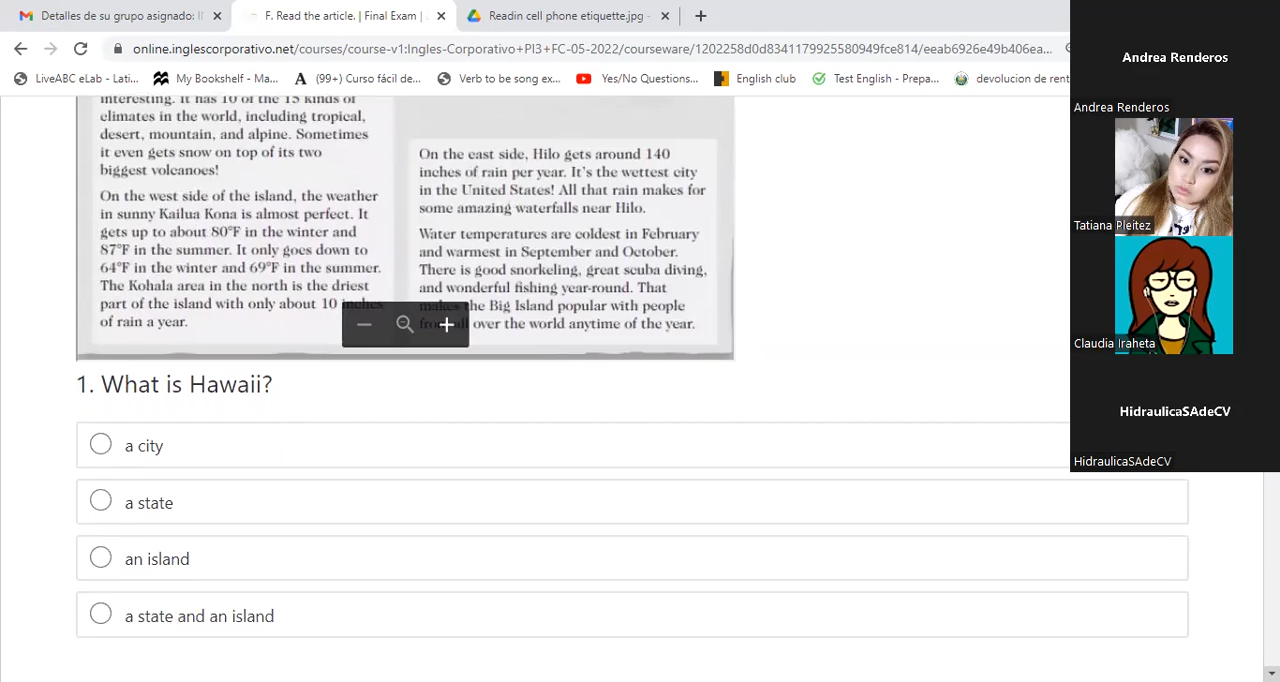 Detalles de su grupo asignado: I
F. Read the article. | Final Exam |
Readin cell phone etiquette.jpg -
online.inglescorporativo.net/courses/course-v1:Ingles-Corporativo+PI3+FC-05-2022/courseware/1202258d0d8341179925580949fce814/eeab6926e49b406ea...
LiveABC eLab - Lati...
My Bookshelf - Ma...
(99+) Curso fácil de...
Verb to be song ex...
Yes/No Questions...
English club
Test English - Prepa...
devolucion de rent
interesting. It has 10 of the 15 kinds of
climates in the world, including tropical,
desert, mountain, and alpine. Sometimes
it even gets snow on top of its two
biggest volcanoes!
On the west side of the island, the weather
in sunny Kailua Kona is almost perfect. It
gets up to about 80°F in the winter and
87°F in the summer. It only goes down to
64°F in the winter and 69°F in the summer.
The Kohala area in the north is the driest
part of the island with only about 10 inches
of rain a year.
On the east side, Hilo gets around 140
inches of rain per year. It's the wettest city
in the United States! All that rain makes for
some amazing waterfalls near Hilo.
Water temperatures are coldest in February
and warmest in September and October.
There is good snorkeling, great scuba diving,
and wonderful fishing year-round. That
makes the Big Island popular with people
from all over the world anytime of the year.
1. What is Hawaii?
a city
a state
an island
a state and an island
Andrea Renderos
Andrea Renderos
Tatiana Pleitez
Claudia Iraheta
HidraulicaSAdeCV
HidraulicaSAdeCV